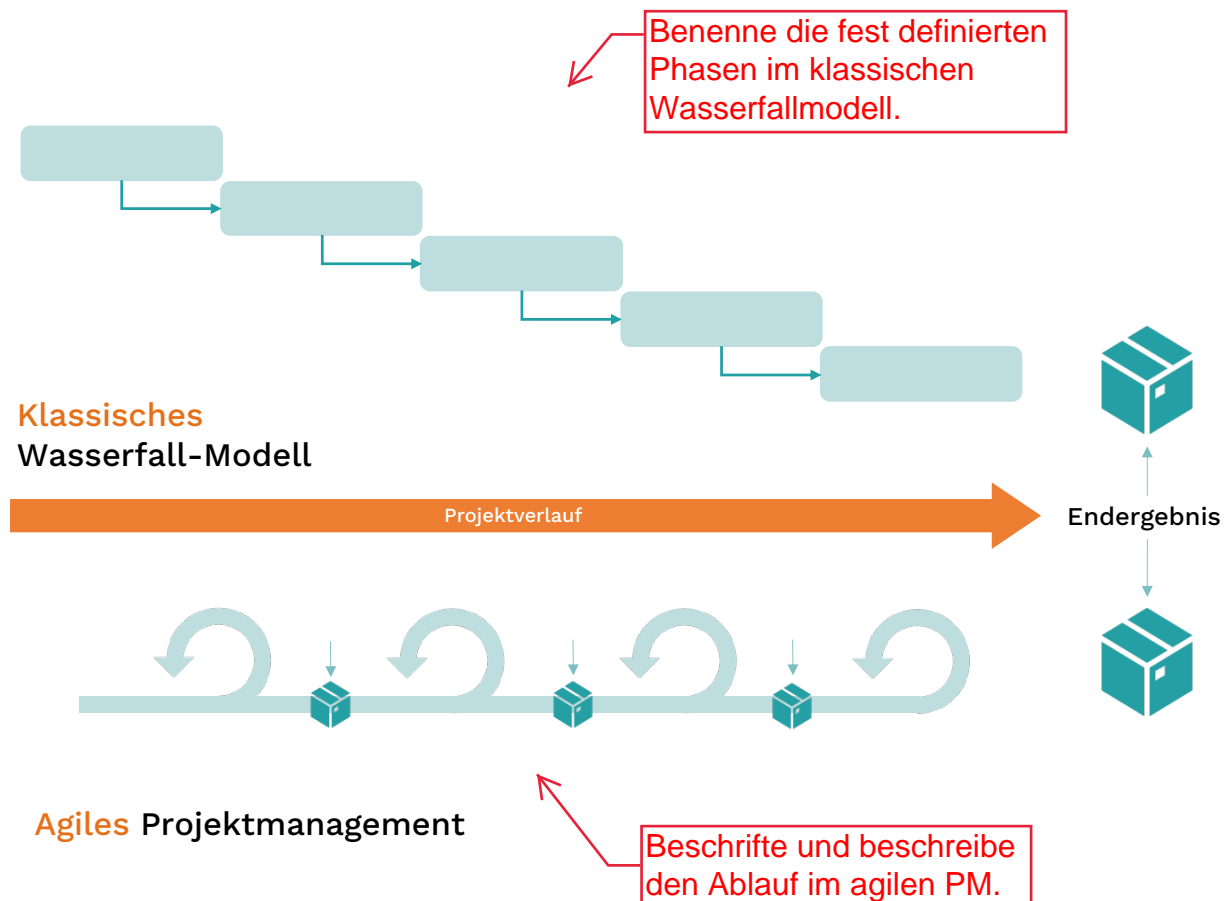 Benenne die fest definierten
Phasen im klassischen
Wasserfallmodell.
Klassisches
Wasserfall-Modell
Projektverlauf
Endergebnis
Agiles Projektmanagement
Beschrifte und beschreibe
den Ablauf im agilen PM.